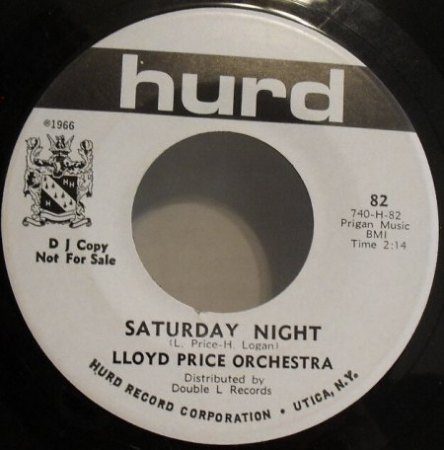 hurd
℗1966
H H
H
D J Copy
Not For Sale
82
740-H-82
Prigan Music
BMI
Time 2:14
SATURDAY NIGHT
(L. Price-H. Logan)
LLOYD PRICE ORCHESTRA
Distributed by
Double L Records
HURD RECORD CORPORATION · UTICA, N.Y.